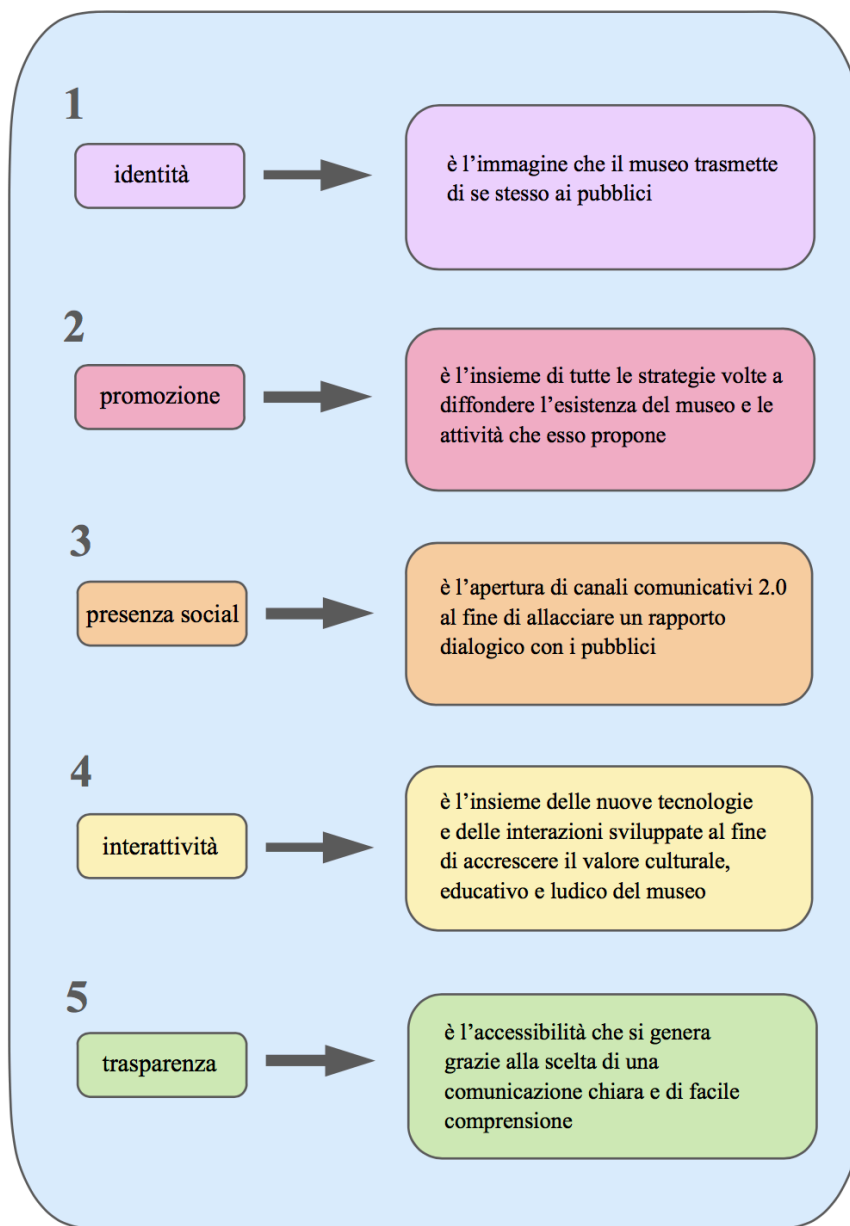 1
identità
è l’immagine che il museo trasmette
di se stesso ai pubblici
2
promozione
è l’insieme di tutte le strategie volte a
diffondere l’esistenza del museo e le
attività che esso propone
3
presenza social
è l’apertura di canali comunicativi 2.0
al fine di allacciare un rapporto
dialogico con i pubblici
4
interattività
è l’insieme delle nuove tecnologie
e delle interazioni sviluppate al fine
di accrescere il valore culturale,
educativo e ludico del museo
5
trasparenza
è l’accessibilità che si genera
grazie alla scelta di una
comunicazione chiara e di facile
comprensione